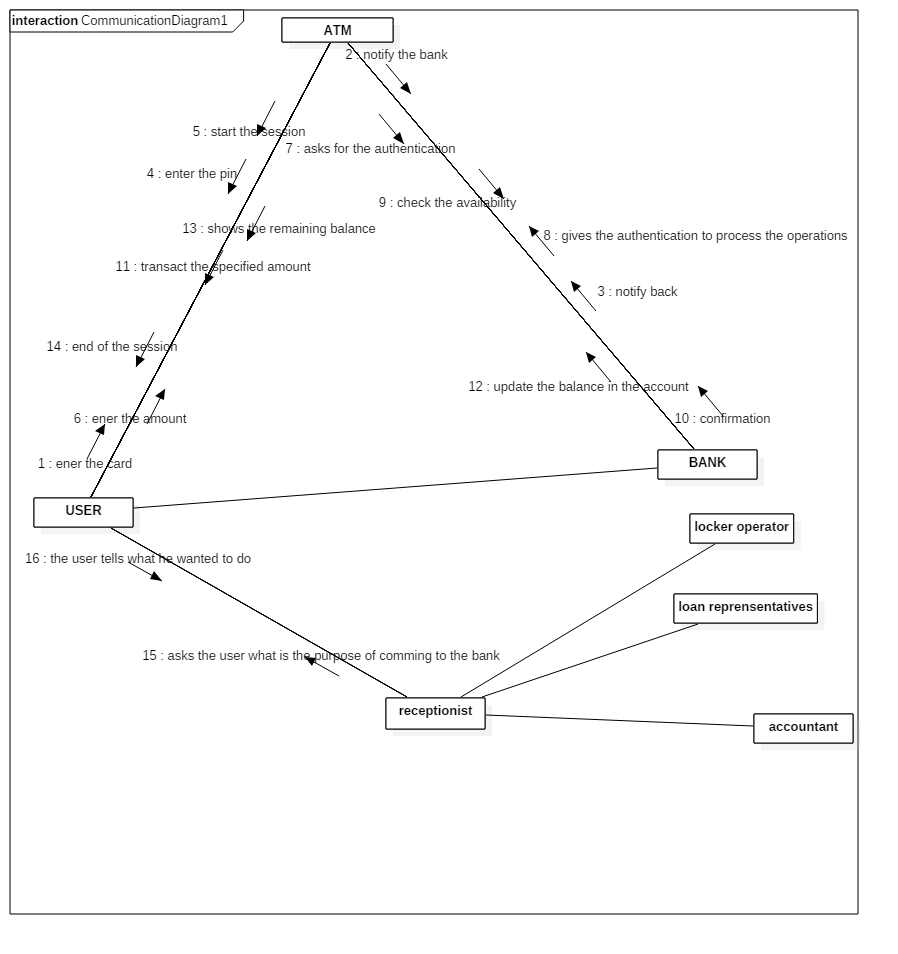 interaction CommunicationDiagram1
ATM
2 : notify the bank
5 : start the session
7 : asks for the authentication
4 : enter the pin
9 : check the availability
13 : shows the remaining balance
8 : gives the authentication to process the operations
11 : transact the specified amount
3 : notify back
14 : end of the session
12 : update the balance in the account
6 : ener the amount
10 : confirmation
1 : ener the card
BANK
USER
locker operator
16 : the user tells what he wanted to do
loan reprensentatives
15 : asks the user what is the purpose of comming to the bank
receptionist
accountant